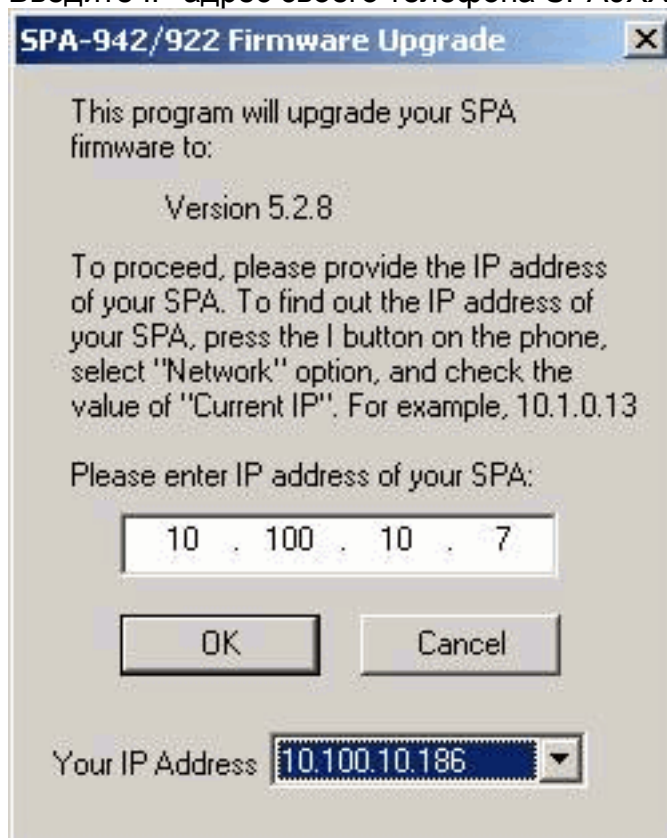 SPA-942/922 Firmware Upgrade
This program will upgrade your SPA
firmware to:
Version 5.2.8
To proceed, please provide the IP address
of your SPA. To find out the IP address of
your SPA, press the I button on the phone,
select "Network" option, and check the
value of "Current IP". For example, 10.1.0.13
Please enter IP address of your SPA:
10 . 100 . 10 . 7
OK Cancel
Your IP Address 10.100.10.186